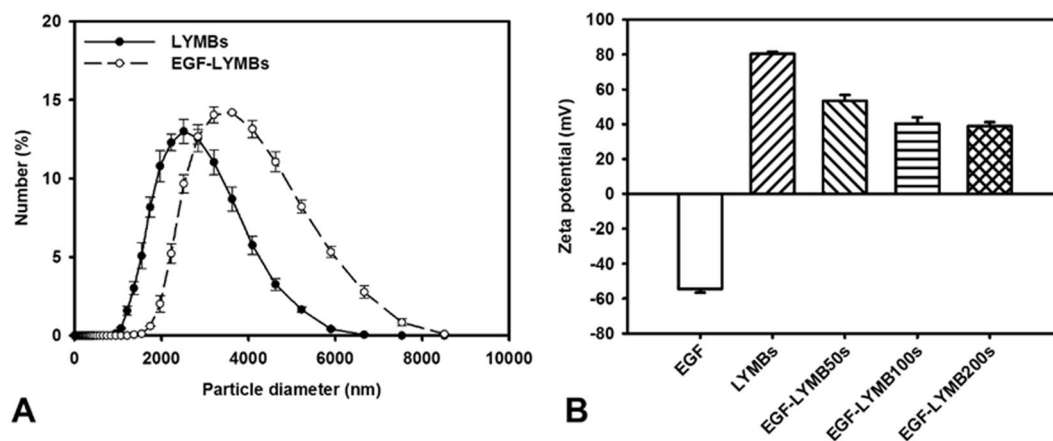 LYMBs
EGF-LYMBs
Number (%)
20
15
10
5
0
0
2000
4000
6000
8000
10000
Particle diameter (nm)
A
Zeta potential (mV)
100
80
60
40
20
0
-20
-40
-60
-80
EGF
LYMBs
EGF-LYMB50s
EGF-LYMB100s
EGF-LYMB200s
B